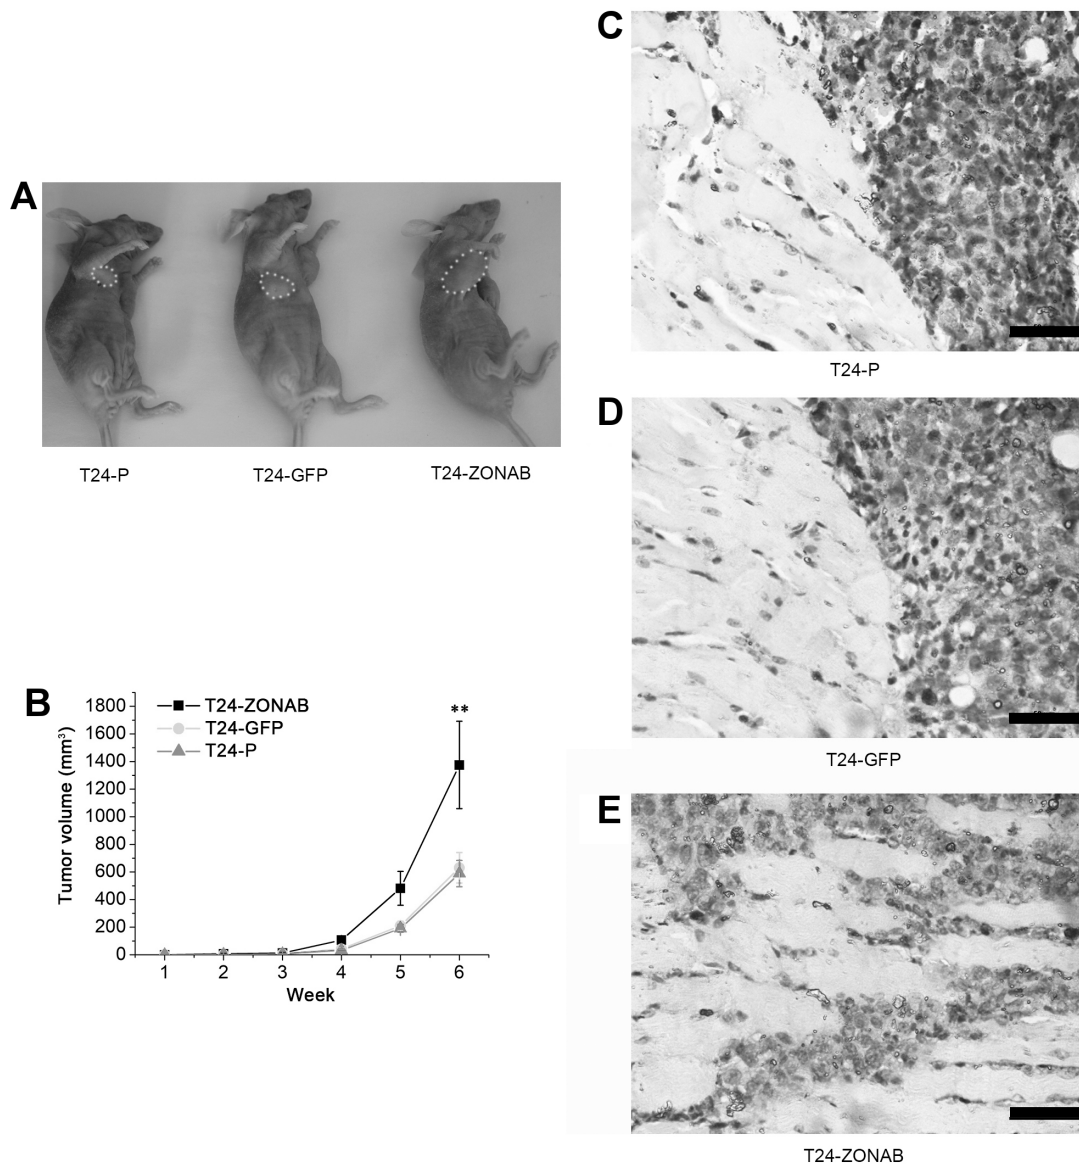 A
T24-P
T24-GFP
T24-ZONAB
B
T24-ZONAB
T24-GFP
T24-P
**
Tumor volume (mm³)
1800
1600
1400
1200
1000
800
600
400
200
0
1 2 3 4 5 6
Week
C
T24-P
D
T24-GFP
E
T24-ZONAB